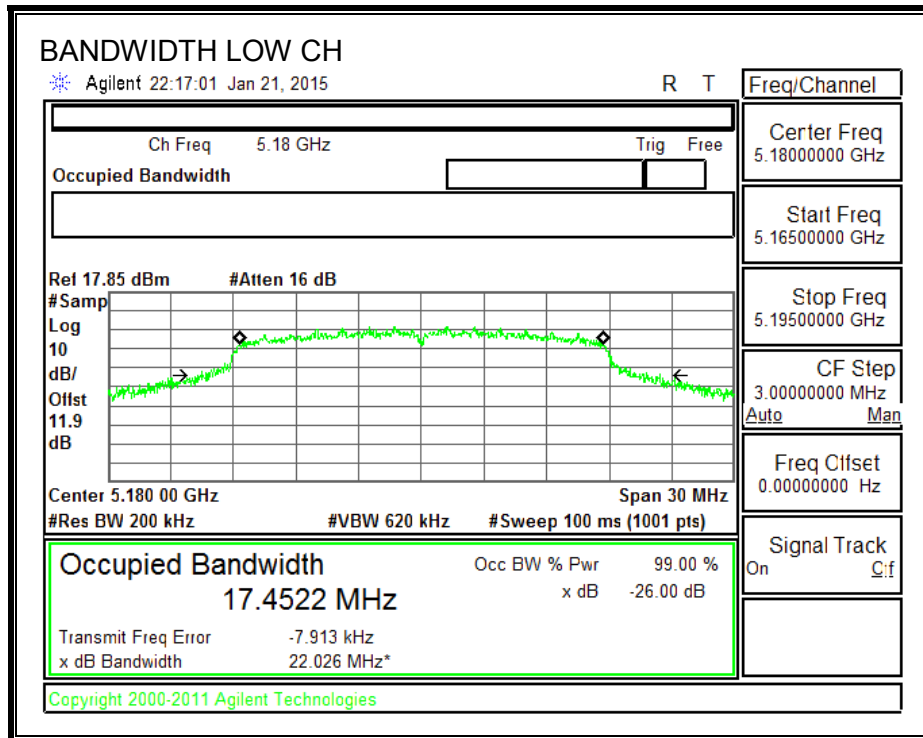 BANDWIDTH LOW CH
Agilent 22:17:01 Jan 21, 2015 R T
Freq/Channel
Ch Freq 5.18 GHz Trig Free
Occupied Bandwidth
Center Freq
5.18000000 GHz
Start Freq
5.16500000 GHz
Stop Freq
5.19500000 GHz
CF Step
3.00000000 MHz
Auto Man
Freq Offset
0.00000000 Hz
Signal Track
On Off
Ref 17.85 dBm #Atten 16 dB
#Samp
Log
10
dB/
Offst
11.9
dB
Center 5.180 00 GHz Span 30 MHz
#Res BW 200 kHz #VBW 620 kHz #Sweep 100 ms (1001 pts)
Occupied Bandwidth
17.4522 MHz
Occ BW % Pwr 99.00 %
x dB -26.00 dB
Transmit Freq Error -7.913 kHz
x dB Bandwidth 22.026 MHz*
Copyright 2000-2011 Agilent Technologies